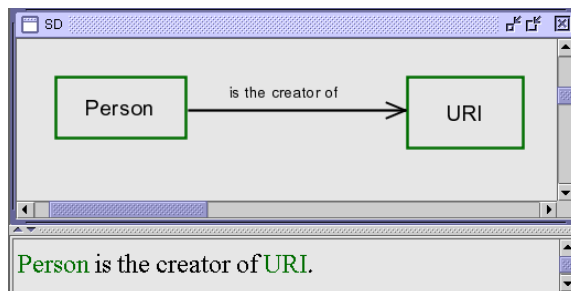 SD
is the creator of
Person
URI
Person is the creator of URI.